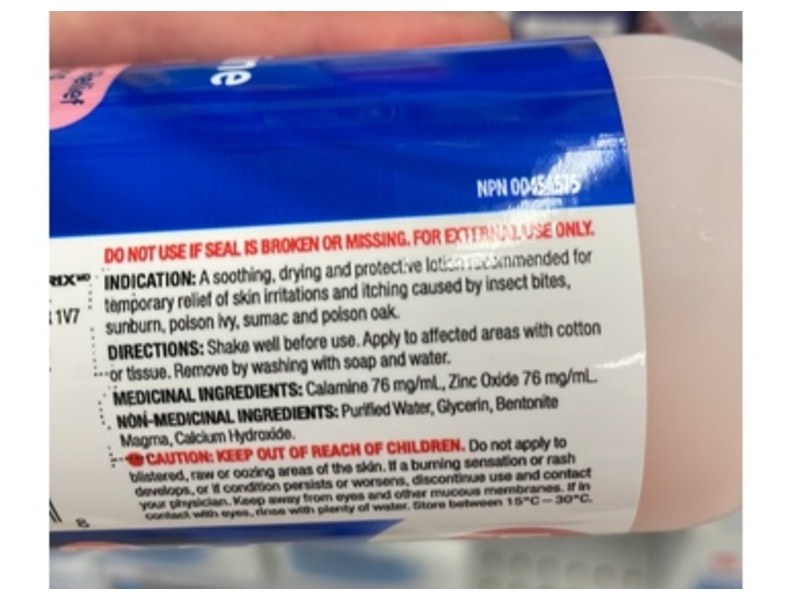 ne
relief
NPN 00454575
DO NOT USE IF SEAL IS BROKEN OR MISSING. FOR EXTERNAL USE ONLY.
RIX MD
1V7
INDICATION: A soothing, drying and protective lotion recommended for
temporary relief of skin irritations and itching caused by insect bites,
sunburn, poison ivy, sumac and poison oak.
DIRECTIONS: Shake well before use. Apply to affected areas with cotton
or tissue. Remove by washing with soap and water.
MEDICINAL INGREDIENTS: Calamine 76 mg/mL, Zinc Oxide 76 mg/mL.
NON-MEDICINAL INGREDIENTS: Purified Water, Glycerin, Bentonite
Magma, Calcium Hydroxide.
CAUTION: KEEP OUT OF REACH OF CHILDREN. Do not apply to
blistered, raw or oozing areas of the skin. If a burning sensation or rash
develops, or if condition persists or worsens, discontinue use and contact
your physician. Keep away from eyes and other mucous membranes. If in
contact with eyes, rinse with plenty of water. Store between 15°C – 30°C.
8